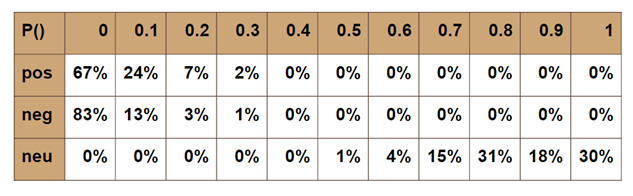 P() 0 0.1 0.2 0.3 0.4 0.5 0.6 0.7 0.8 0.9 1
pos 67% 24% 7% 2% 0% 0% 0% 0% 0% 0% 0%
neg 83% 13% 3% 1% 0% 0% 0% 0% 0% 0% 0%
neu 0% 0% 0% 0% 0% 1% 4% 15% 31% 18% 30%